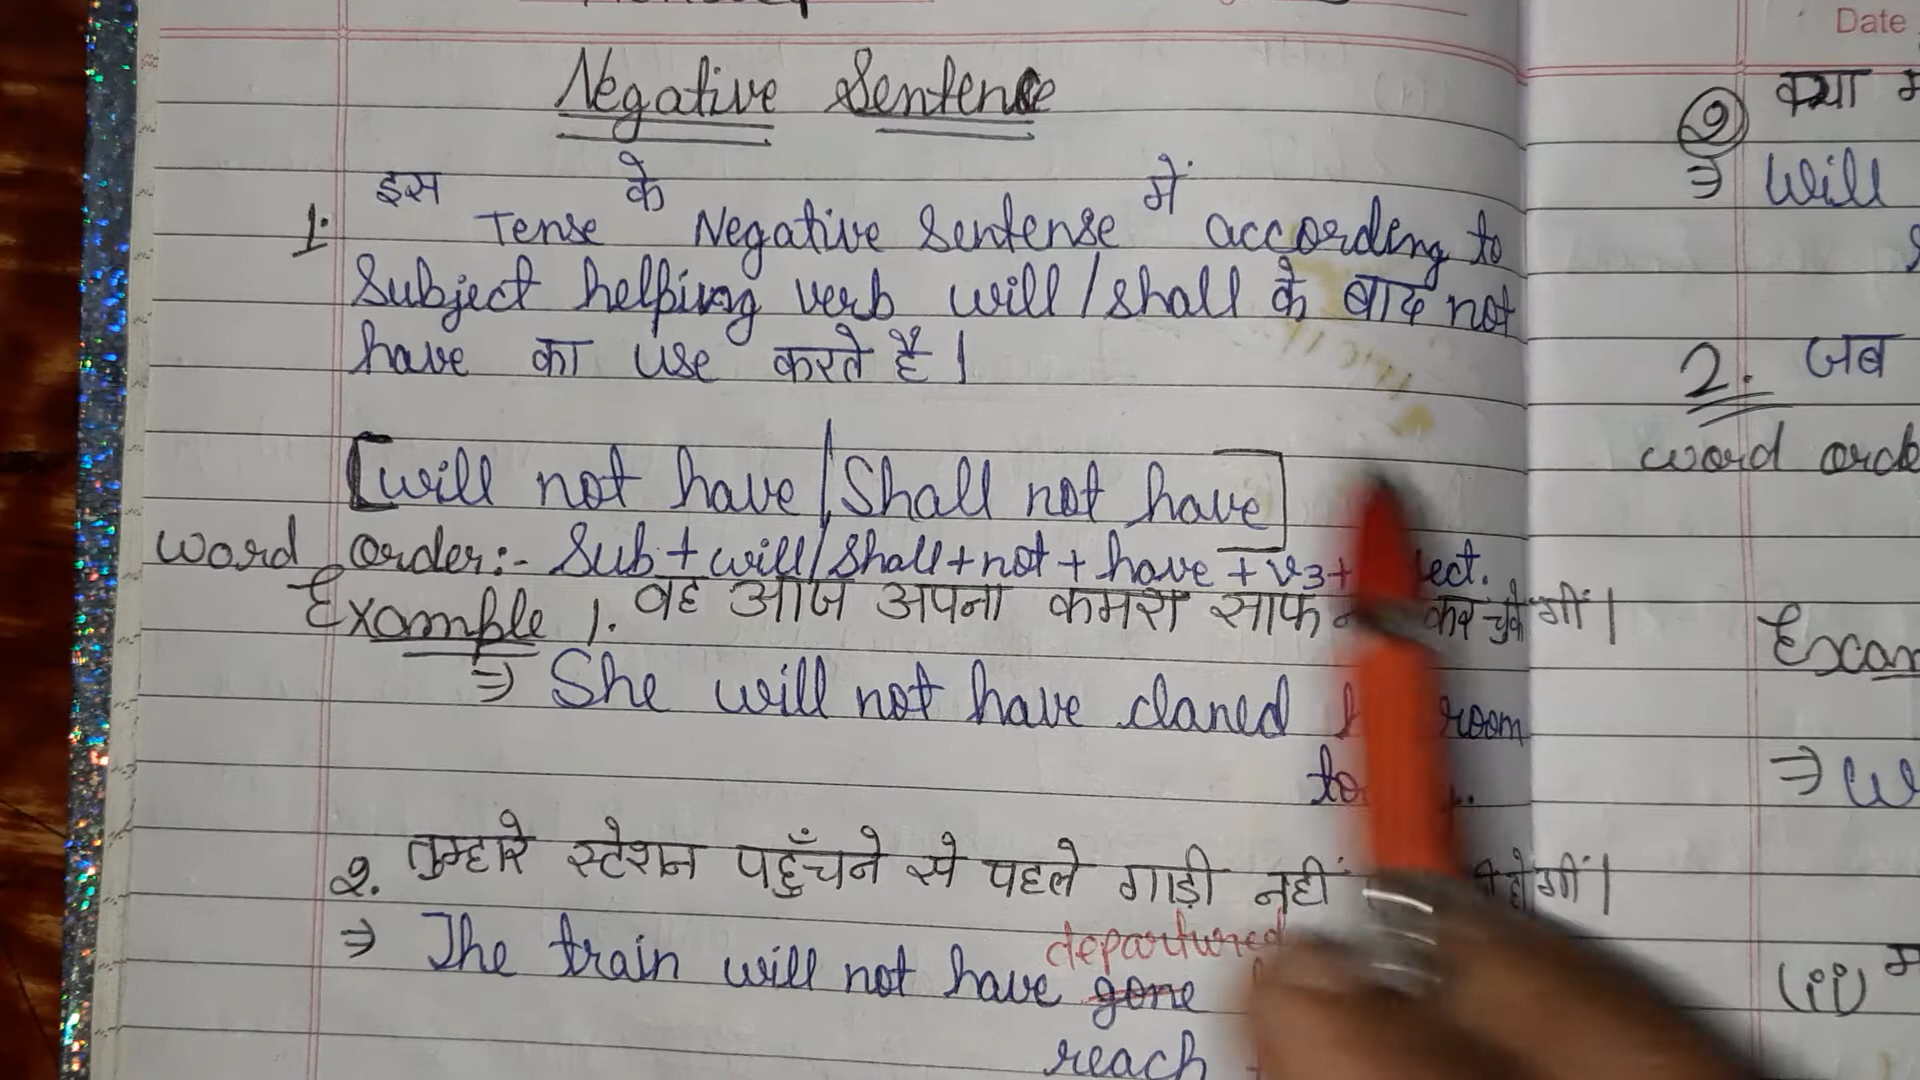 Date
Negative Sentence
1. इस Tense के Negative Sentense में according to
Subject helping verb will/shall के बाद not
have का use करते है।
[will not have/Shall not have]
word order:- Sub+will/shall+not+have+v3+
Example 1. वह आज अपना कमरा साफ कर चुकेगीं।
⇒ She will not have claned room
2. तुम्हारे स्टेशन पहुँचने से पहले गाड़ी नहीं
departured
⇒ The train will not have gone
reach
② क्या
⇒ Will
2. जब
word
⇒
(ii)